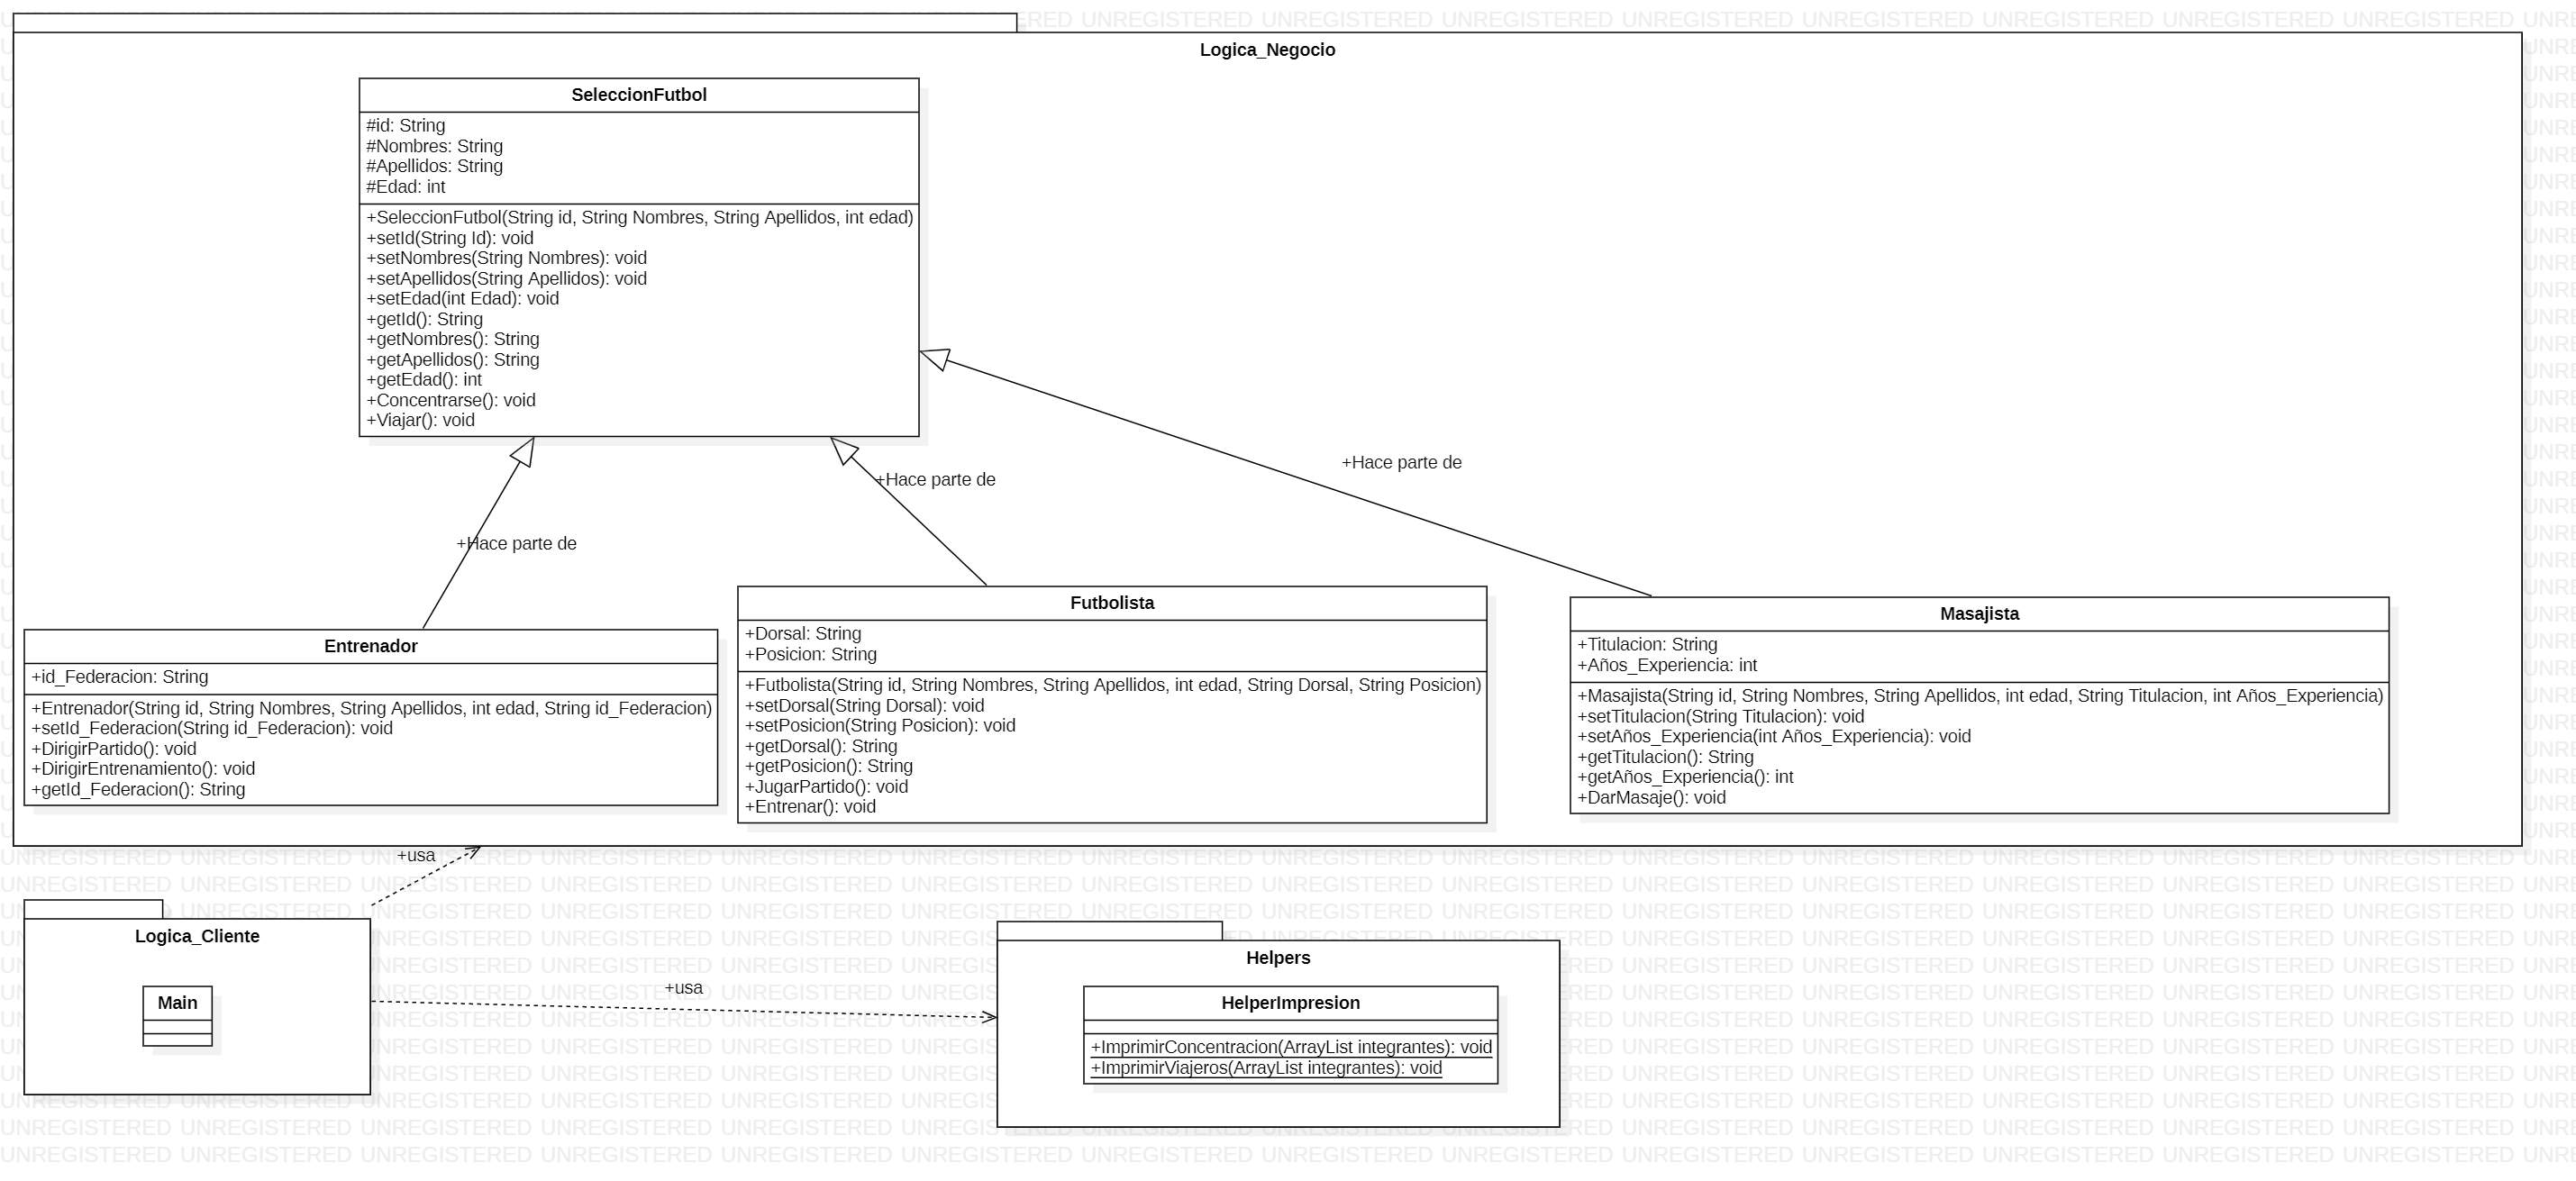 Logica_Negocio
SeleccionFutbol
#id: String
#Nombres: String
#Apellidos: String
#Edad: int
+SeleccionFutbol(String id, String Nombres, String Apellidos, int edad)
+setId(String Id): void
+setNombres(String Nombres): void
+setApellidos(String Apellidos): void
+setEdad(int Edad): void
+getId(): String
+getNombres(): String
+getApellidos(): String
+getEdad(): int
+Concentrarse(): void
+Viajar(): void
+Hace parte de
+Hace parte de
+Hace parte de
Entrenador
+id_Federacion: String
+Entrenador(String id, String Nombres, String Apellidos, int edad, String id_Federacion)
+setId_Federacion(String id_Federacion): void
+DirigirPartido(): void
+DirigirEntrenamiento(): void
+getId_Federacion(): String
Futbolista
+Dorsal: String
+Posicion: String
+Futbolista(String id, String Nombres, String Apellidos, int edad, String Dorsal, String Posicion)
+setDorsal(String Dorsal): void
+setPosicion(String Posicion): void
+getDorsal(): String
+getPosicion(): String
+JugarPartido(): void
+Entrenar(): void
Masajista
+Titulacion: String
+Años_Experiencia: int
+Masajista(String id, String Nombres, String Apellidos, int edad, String Titulacion, int Años_Experiencia)
+setTitulacion(String Titulacion): void
+setAños_Experiencia(int Años_Experiencia): void
+getTitulacion(): String
+getAños_Experiencia(): int
+DarMasaje(): void
+usa
Logica_Cliente
Main
+usa
Helpers
HelperImpresion
+ImprimirConcentracion(ArrayList integrantes): void
+ImprimirViajeros(ArrayList integrantes): void
UNREGISTERED